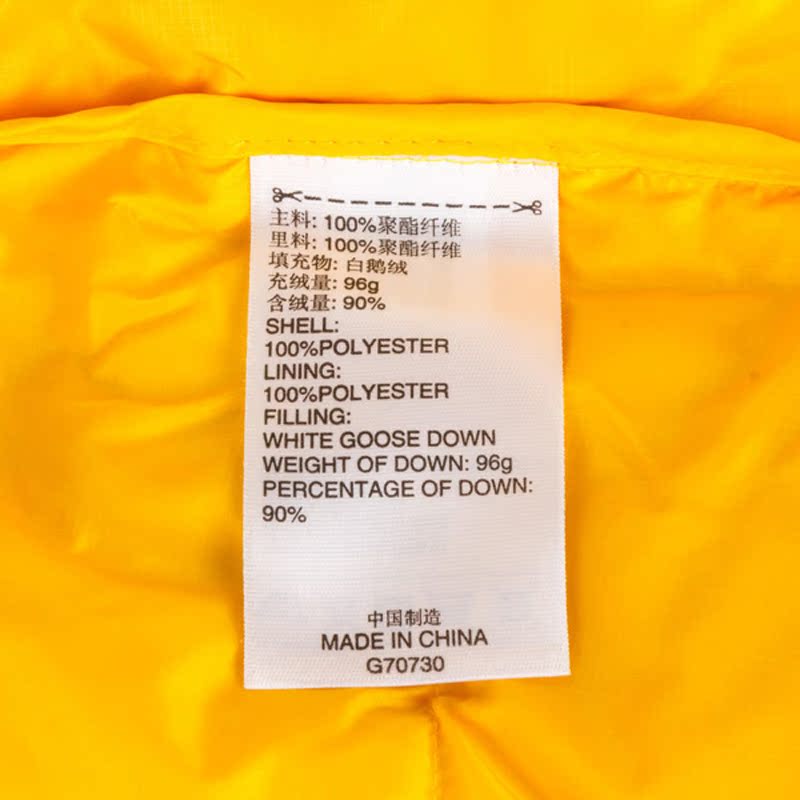 主料: 100%聚酯纤维
里料: 100%聚酯纤维
填充物: 白鹅绒
充绒量: 96g
含绒量: 90%
SHELL:
100%POLYESTER
LINING:
100%POLYESTER
FILLING:
WHITE GOOSE DOWN
WEIGHT OF DOWN: 96g
PERCENTAGE OF DOWN:
90%
中国制造
MADE IN CHINA
G70730